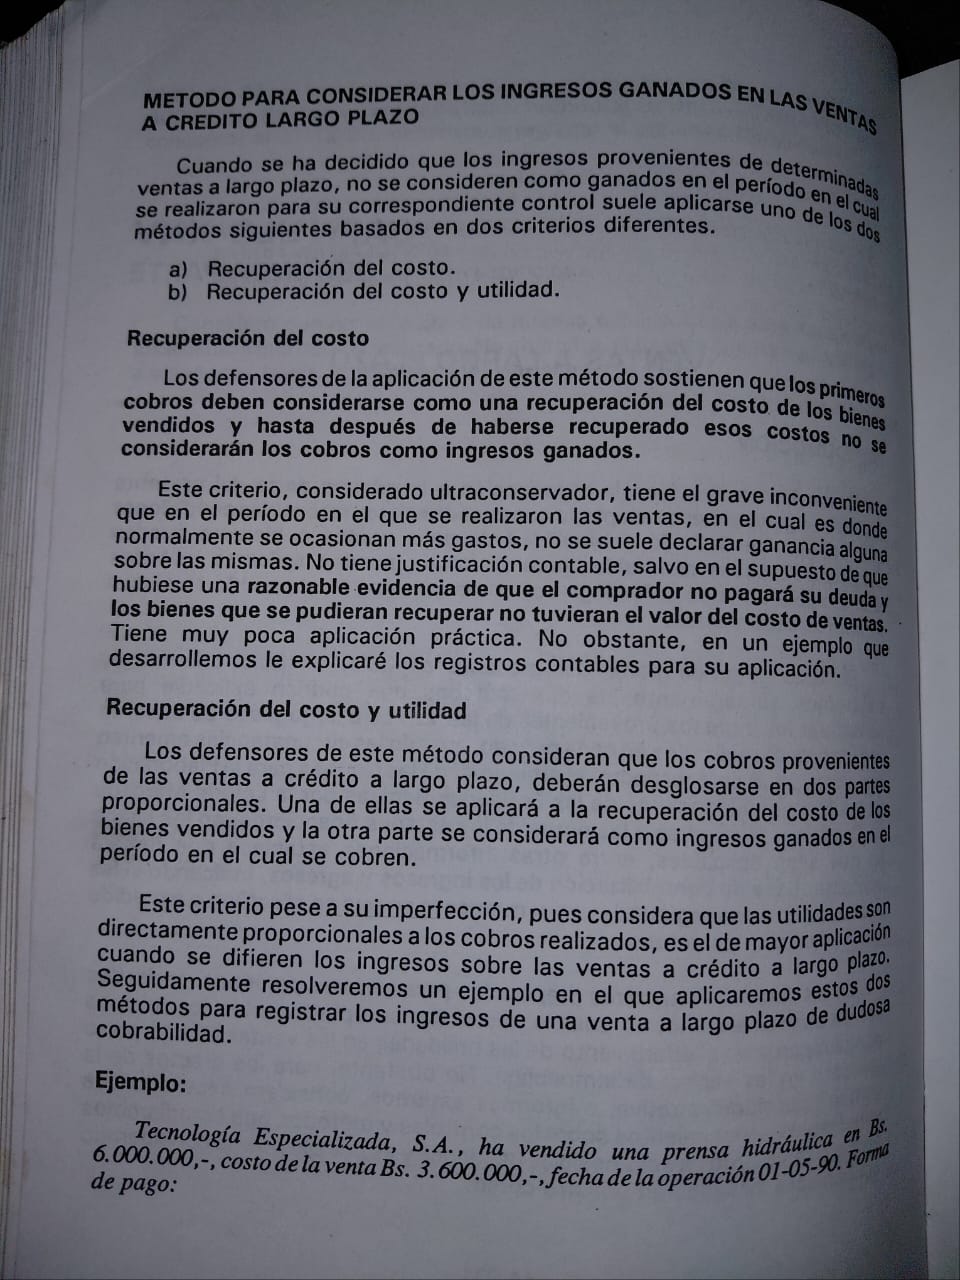 METODO PARA CONSIDERAR LOS INGRESOS GANADOS EN LAS VENTAS
A CREDITO LARGO PLAZO
Cuando se ha decidido que los ingresos provenientes de determinadas
ventas a largo plazo, no se consideren como ganados en el período en el cual
se realizaron para su correspondiente control suele aplicarse uno de los dos
métodos siguientes basados en dos criterios diferentes.
a) Recuperación del costo.
b) Recuperación del costo y utilidad.
Recuperación del costo
Los defensores de la aplicación de este método sostienen que los primeros
cobros deben considerarse como una recuperación del costo de los bienes
vendidos y hasta después de haberse recuperado esos costos no se
considerarán los cobros como ingresos ganados.
Este criterio, considerado ultraconservador, tiene el grave inconveniente
que en el período en el que se realizaron las ventas, en el cual es donde
normalmente se ocasionan más gastos, no se suele declarar ganancia alguna
sobre las mismas. No tiene justificación contable, salvo en el supuesto de que
hubiese una razonable evidencia de que el comprador no pagará su deuda y
los bienes que se pudieran recuperar no tuvieran el valor del costo de ventas.
Tiene muy poca aplicación práctica. No obstante, en un ejemplo que
desarrollemos le explicaré los registros contables para su aplicación.
Recuperación del costo y utilidad
Los defensores de este método consideran que los cobros provenientes
de las ventas a crédito a largo plazo, deberán desglosarse en dos partes
proporcionales. Una de ellas se aplicará a la recuperación del costo de los
bienes vendidos y la otra parte se considerará como ingresos ganados en el
período en el cual se cobren.
Este criterio pese a su imperfección, pues considera que las utilidades son
directamente proporcionales a los cobros realizados, es el de mayor aplicación
cuando se difieren los ingresos sobre las ventas a crédito a largo plazo.
Seguidamente resolveremos un ejemplo en el que aplicaremos estos dos
métodos para registrar los ingresos de una venta a largo plazo de dudosa
cobrabilidad.
Ejemplo:
Tecnología Especializada, S.A., ha vendido una prensa hidráulica en Bs.
6.000.000,-, costo de la venta Bs. 3.600.000,-, fecha de la operación 01-05-90. Forma
de pago: